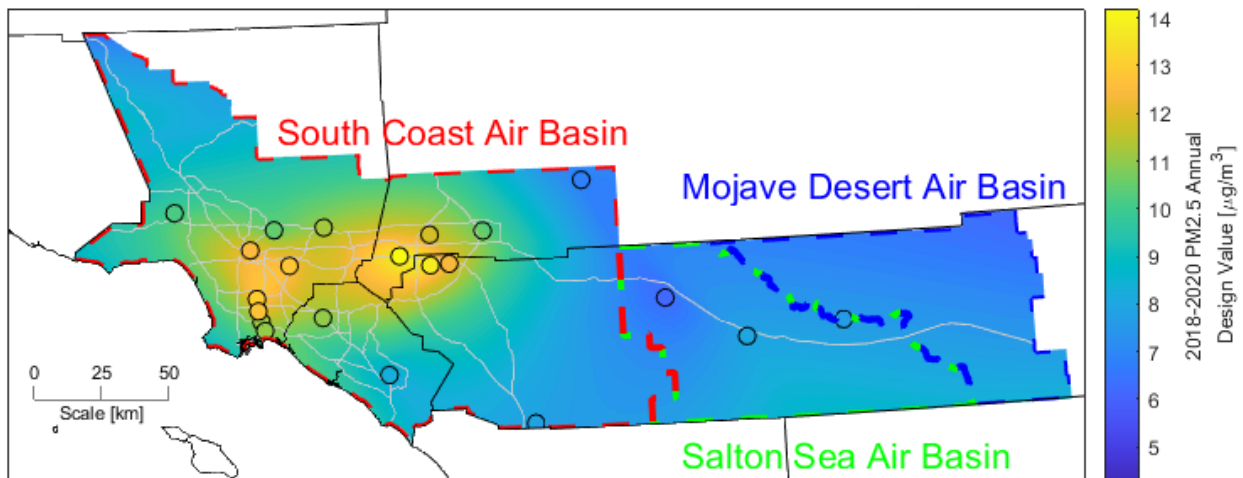 South Coast Air Basin
Mojave Desert Air Basin
Salton Sea Air Basin
0 25 50
Scale [km]
14
13
12
11
10
9
8
7
6
5
2018-2020 PM2.5 Annual
Design Value [μg/m³]